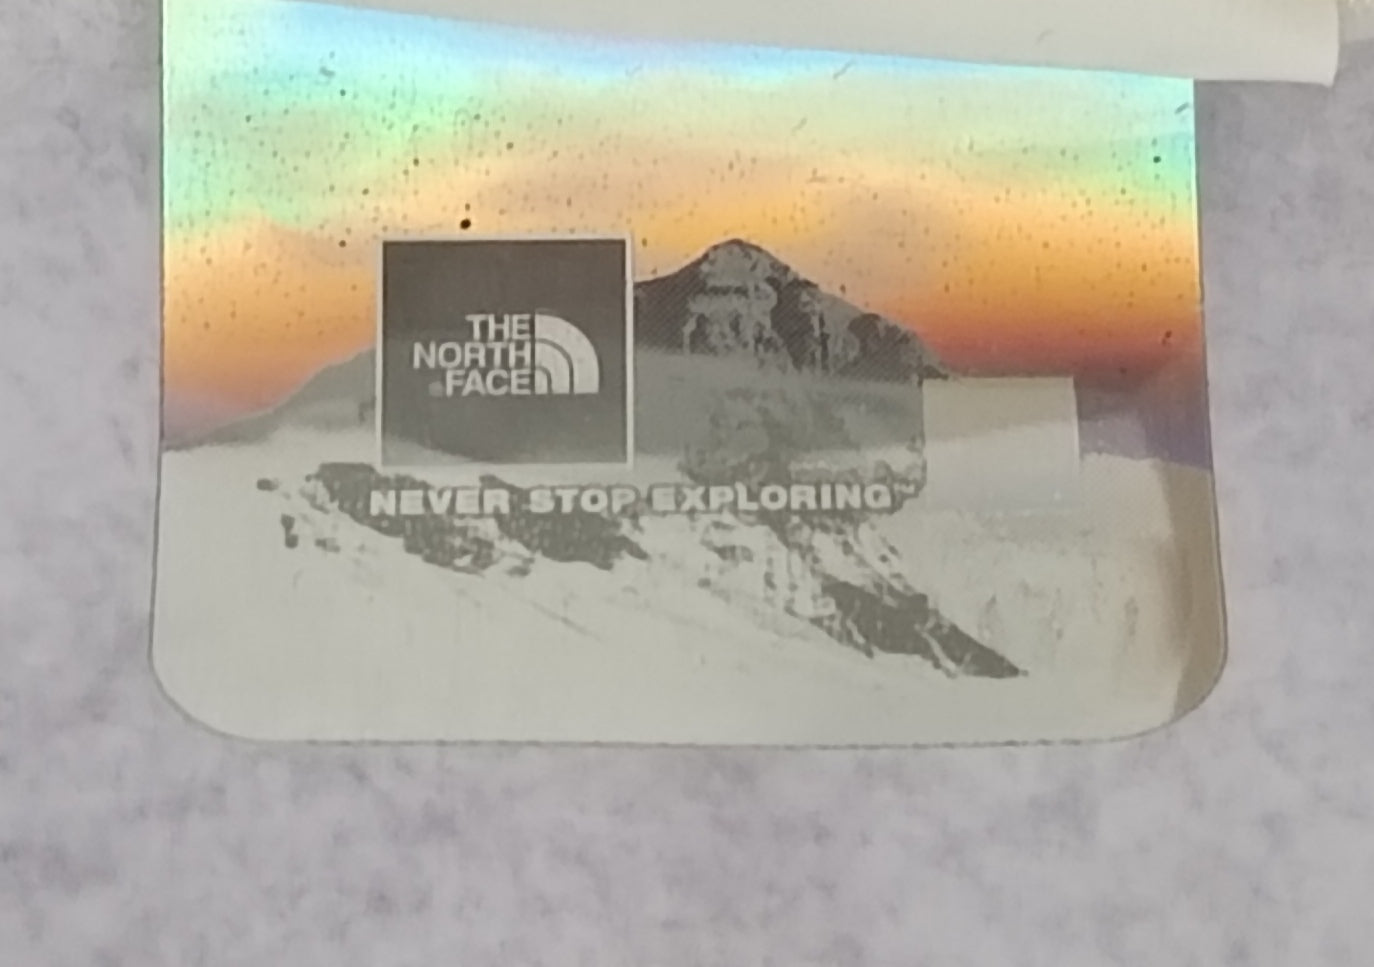 THE
NORTH
FACE
NEVER STOP EXPLORING™